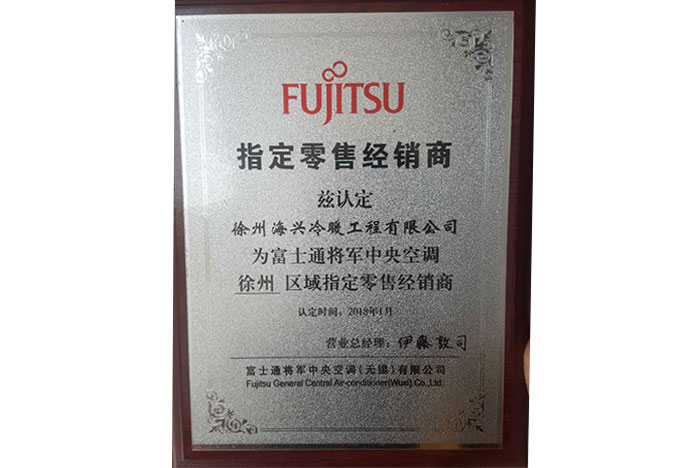 FUJITSU
指定零售经销商
兹认定
徐州海兴冷暖工程有限公司
为富士通将军中央空调
徐州 区域指定零售经销商
认定时间：2018年1月
营业总经理：伊藤敦司
富士通将军中央空调（无锡）有限公司
Fujitsu General Central Air-conditioner(Wuxi) Co.,Ltd.